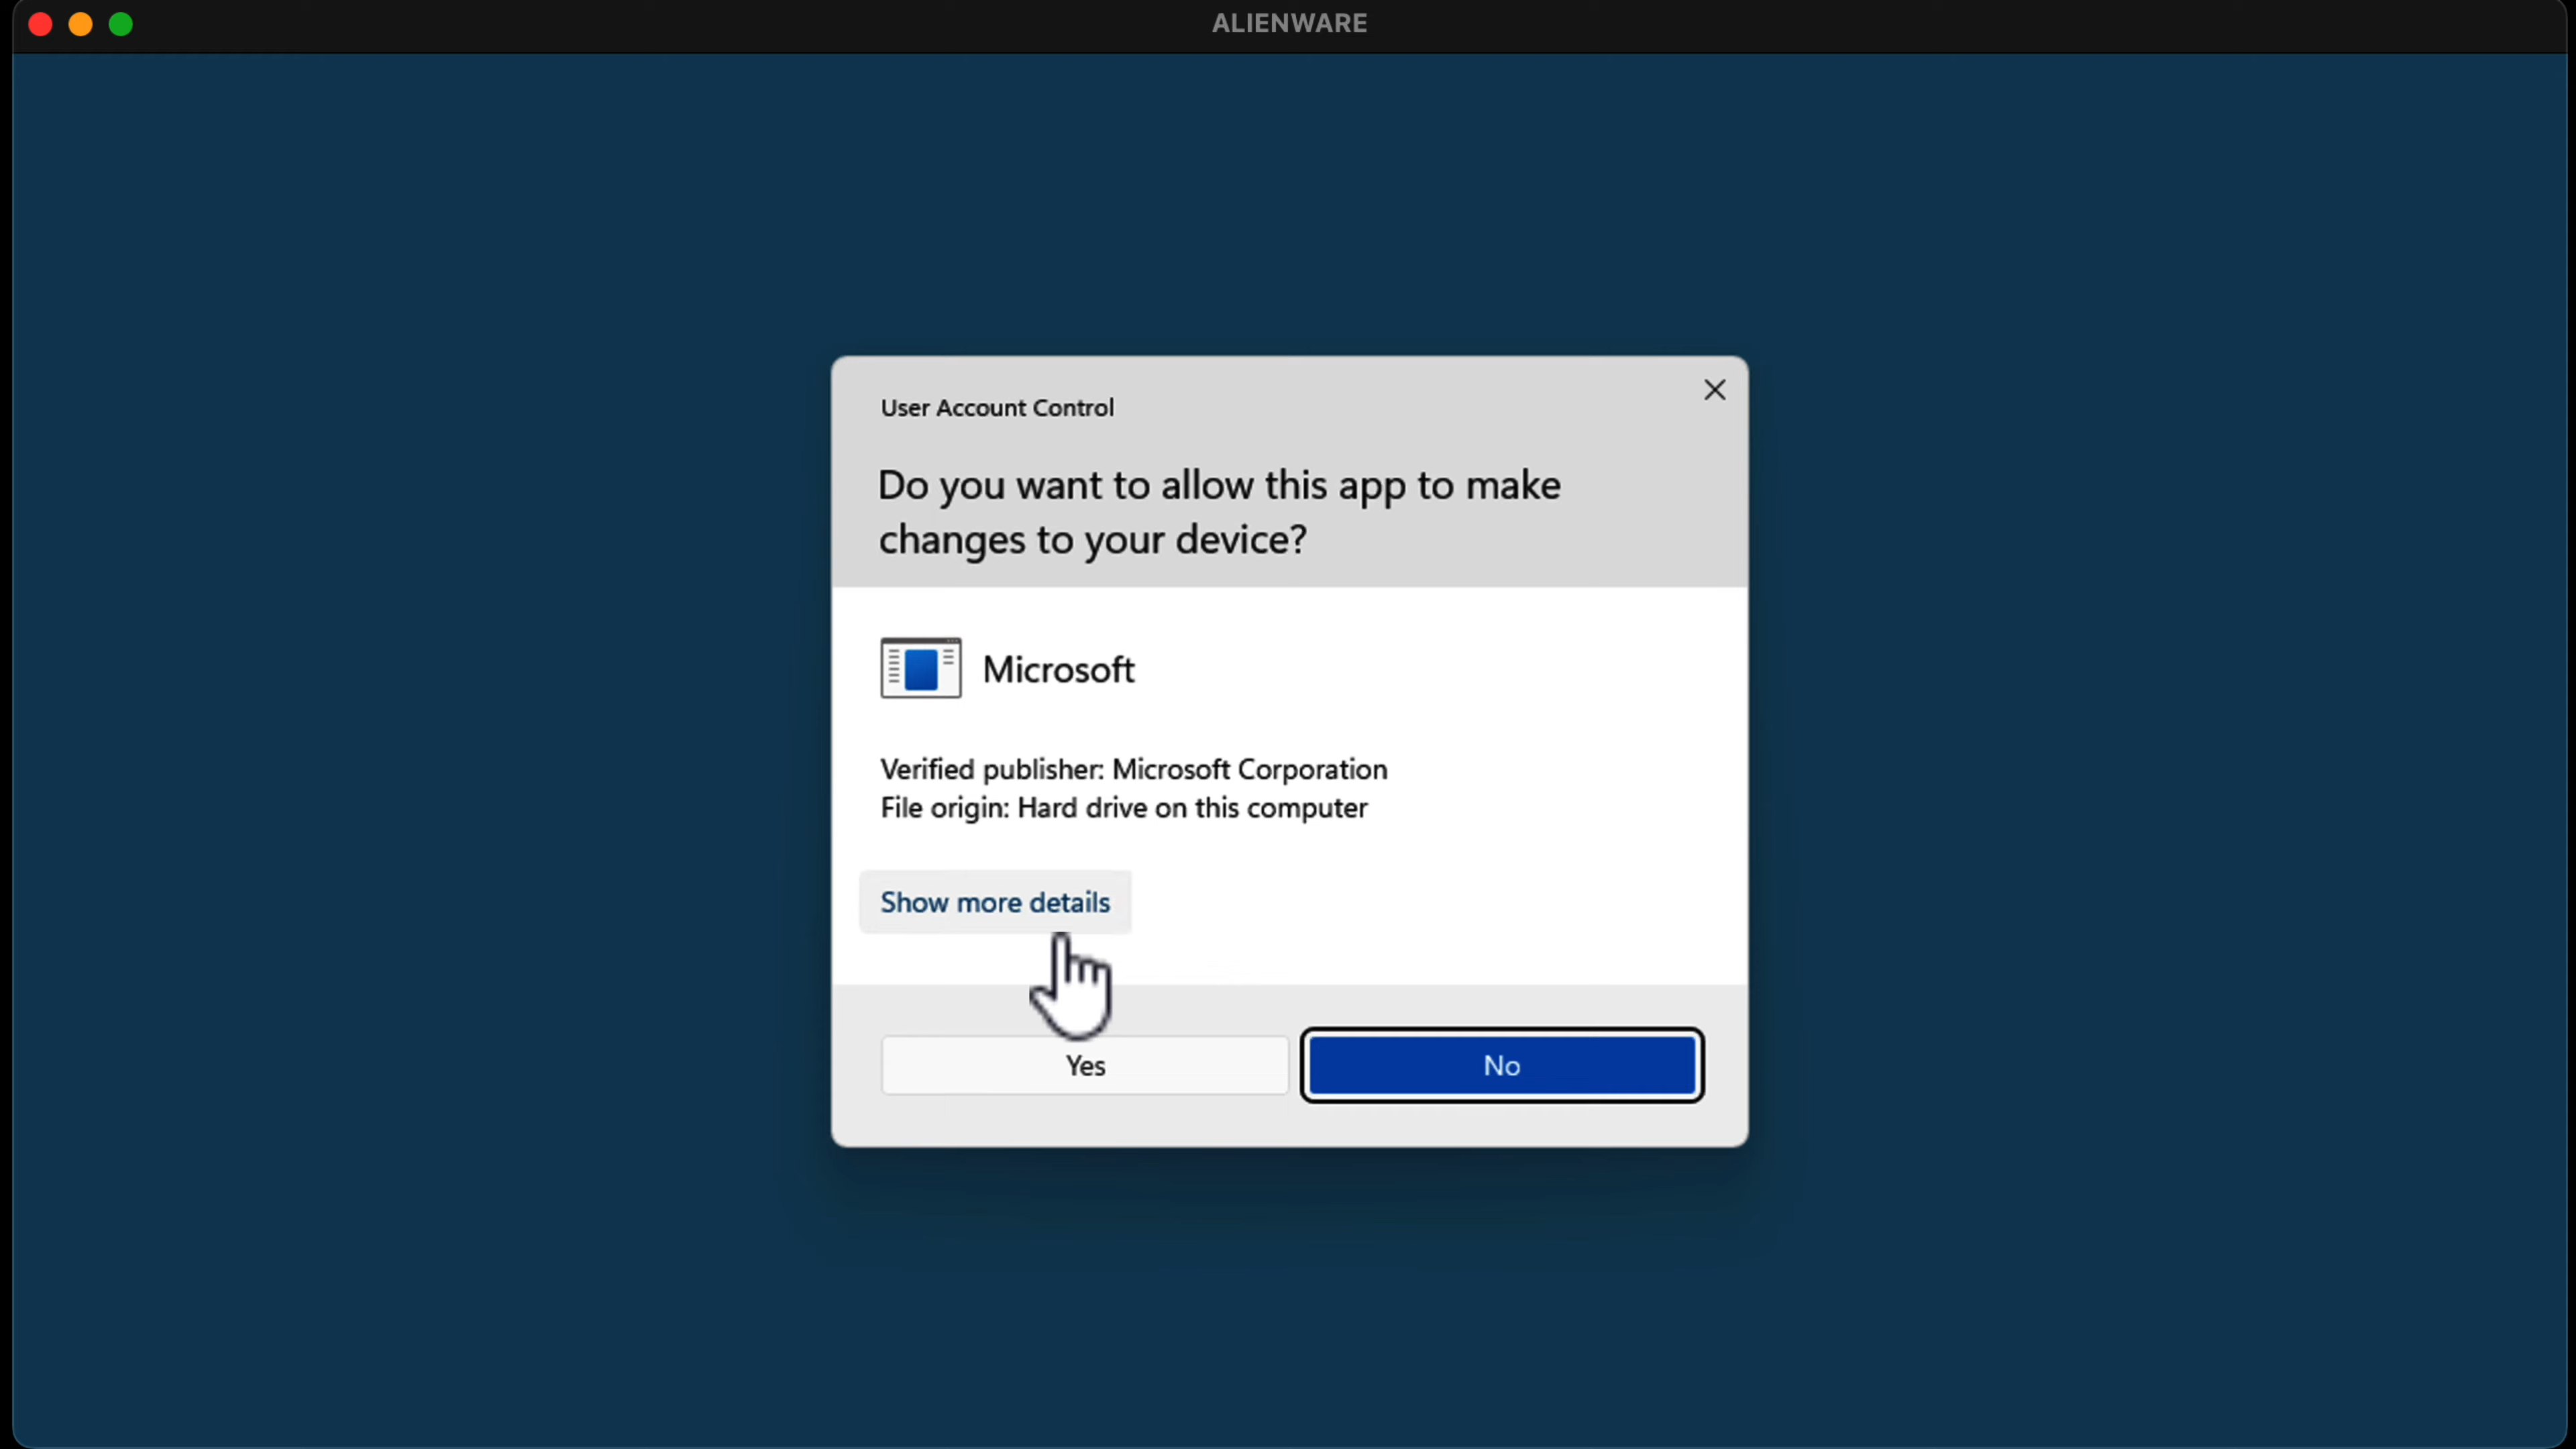 ALIENWARE
User Account Control
Do you want to allow this app to make
changes to your device?
Microsoft
Verified publisher: Microsoft Corporation
File origin: Hard drive on this computer
Show more details
Yes
No